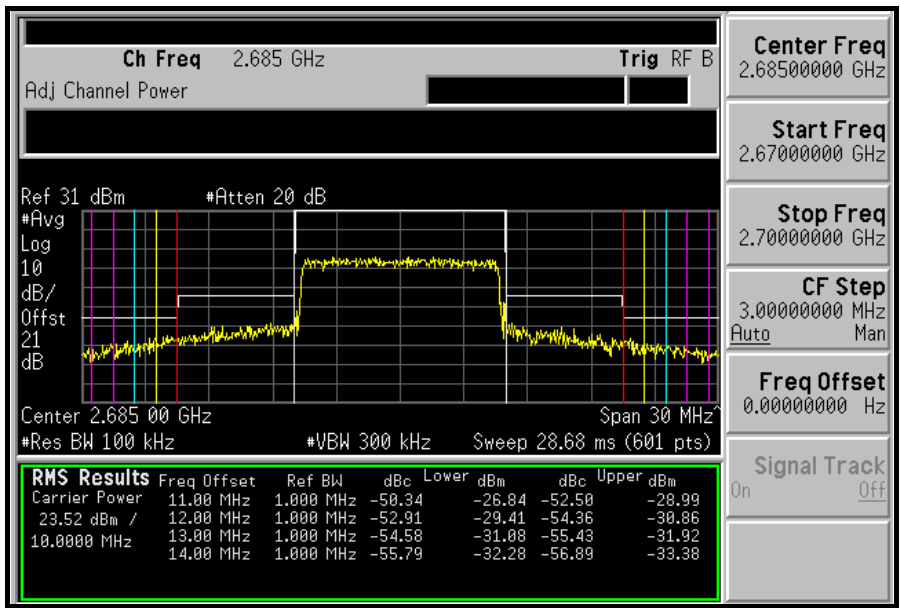 Ch Freq 2.685 GHz Trig RF B
Adj Channel Power
Ref 31 dBm #Atten 20 dB
#Avg
Log
10
dB/
Offst
21
dB
Center 2.685 00 GHz Span 30 MHz^
#Res BW 100 kHz #VBW 300 kHz Sweep 28.68 ms (601 pts)
RMS Results Freq Offset Ref BW dBc Lower dBm dBc Upper dBm
Carrier Power 11.00 MHz 1.000 MHz -50.34 -26.84 -52.50 -28.99
23.52 dBm / 12.00 MHz 1.000 MHz -52.91 -29.41 -54.36 -30.86
10.0000 MHz 13.00 MHz 1.000 MHz -54.58 -31.08 -55.43 -31.92
14.00 MHz 1.000 MHz -55.79 -32.28 -56.89 -33.38
Center Freq
2.68500000 GHz
Start Freq
2.67000000 GHz
Stop Freq
2.70000000 GHz
CF Step
3.00000000 MHz
Auto Man
Freq Offset
0.00000000 Hz
Signal Track
On Off